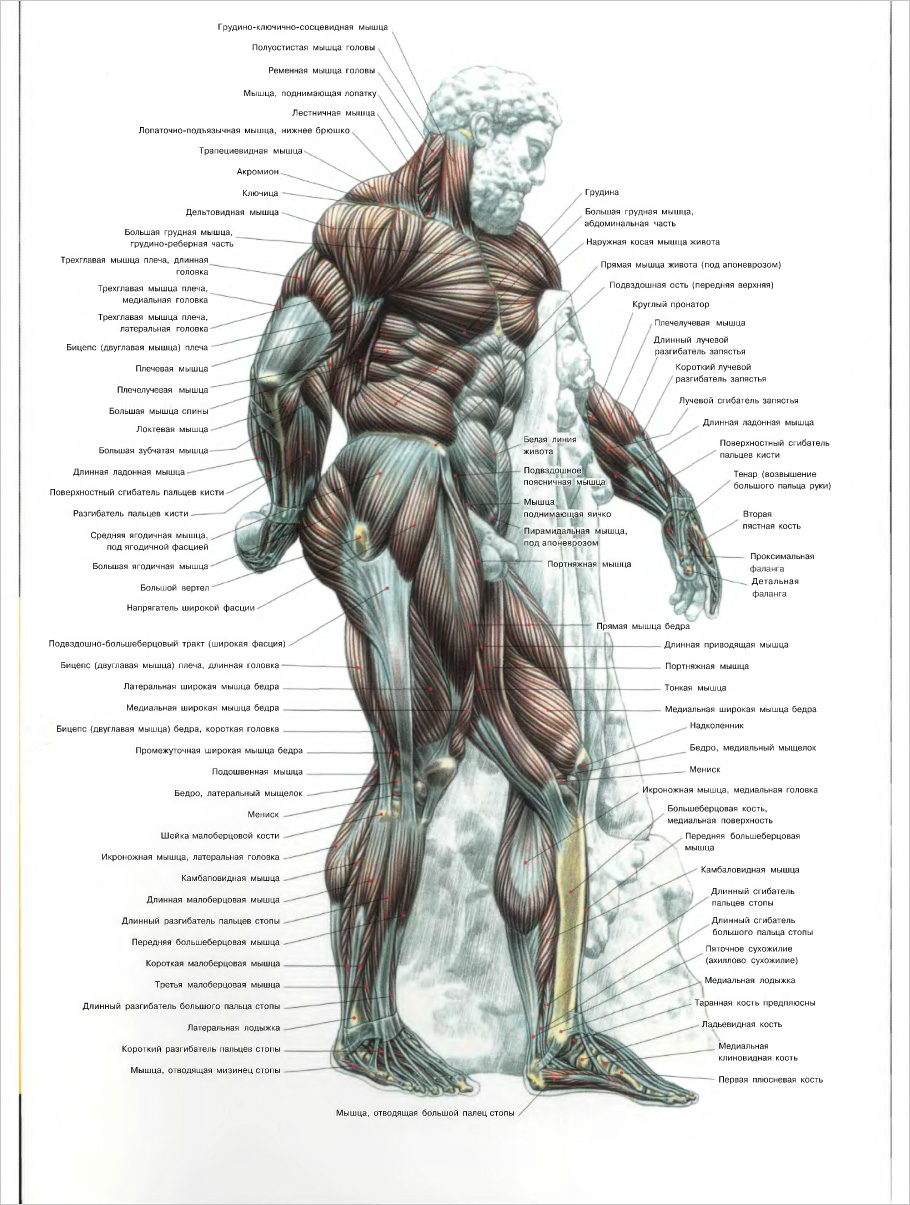 Грудино-ключично-сосцевидная мышца
Полуостистая мышца головы
Ременная мышца головы
Мышца, поднимающая лопатку
Лестничная мышца
Лопаточно-подъязычная мышца, нижнее брюшко
Трапециевидная мышца
Акромион
Ключица
Дельтовидная мышца
Большая грудная мышца,
грудино-реберная часть
Трехглавая мышца плеча, длинная
головка
Трехглавая мышца плеча,
медиальная головка
Трехглавая мышца плеча,
латеральная головка
Бицепс (двуглавая мышца) плеча
Плечевая мышца
Плечелучевая мышца
Большая мышца спины
Локтевая мышца
Большая зубчатая мышца
Длинная ладонная мышца
Поверхностный сгибатель пальцев кисти
Разгибатель пальцев кисти
Средняя ягодичная мышца,
под ягодичной фасцией
Большая ягодичная мышца
Большой вертел
Напрягатель широкой фасции
Подвздошно-большеберцовый тракт (широкая фасция)
Бицепс (двуглавая мышца) плеча, длинная головка
Латеральная широкая мышца бедра
Медиальная широкая мышца бедра
Бицепс (двуглавая мышца) бедра, короткая головка
Промежуточная широкая мышца бедра
Подошвенная мышца
Бедро, латеральный мыщелок
Мениск
Шейка малоберцовой кости
Икроножная мышца, латеральная головка
Камбаповидная мышца
Длинная малоберцовая мышца
Длинный разгибатель пальцев стопы
Передняя большеберцовая мышца
Короткая малоберцовая мышца
Третья малоберцовая мышца
Длинный разгибатель большого пальца стопы
Латеральная лодыжка
Короткий разгибатель пальцев стопы
Мышца, отводящая мизинец стопы
Мышца, отводящая большой палец стопы
Грудина
Большая грудная мышца,
абдоминальная часть
Наружная косая мышца живота
Прямая мышца живота (под апоневрозом)
Подвздошная ость (передняя верхняя)
Круглый пронатор
Плечелучевая мышца
Длинный лучевой
разгибатель запястья
Короткий лучевой
разгибатель запястья
Лучевой сгибатель запястья
Длинная ладонная мышца
Поверхностный сгибатель
пальцев кисти
Тенар (возвышение
большого пальца руки)
Вторая
пястная кость
Проксимальная
фаланга
Детальная
фаланга
Белая линия
живота
Подвздошное
поясничная мышца
Мышца
поднимающая яичко
Пирамидальная мышца,
под апоневрозом
Портняжная мышца
Прямая мышца бедра
Длинная приводящая мышца
Портняжная мышца
Тонкая мышца
Медиальная широкая мышца бедра
Надколенник
Бедро, медиальный мыщелок
Мениск
Икроножная мышца, медиальная головка
Большеберцовая кость,
медиальная поверхность
Передняя большеберцовая
мышца
Камбаловидная мышца
Длинный сгибатель
пальцев стопы
Длинный сгибатель
большого пальца стопы
Пяточное сухожилие
(ахиллово сухожилие)
Медиальная лодыжка
Таранная кость предплюсны
Ладьевидная кость
Медиальная
клиновидная кость
Первая плюсневая кость